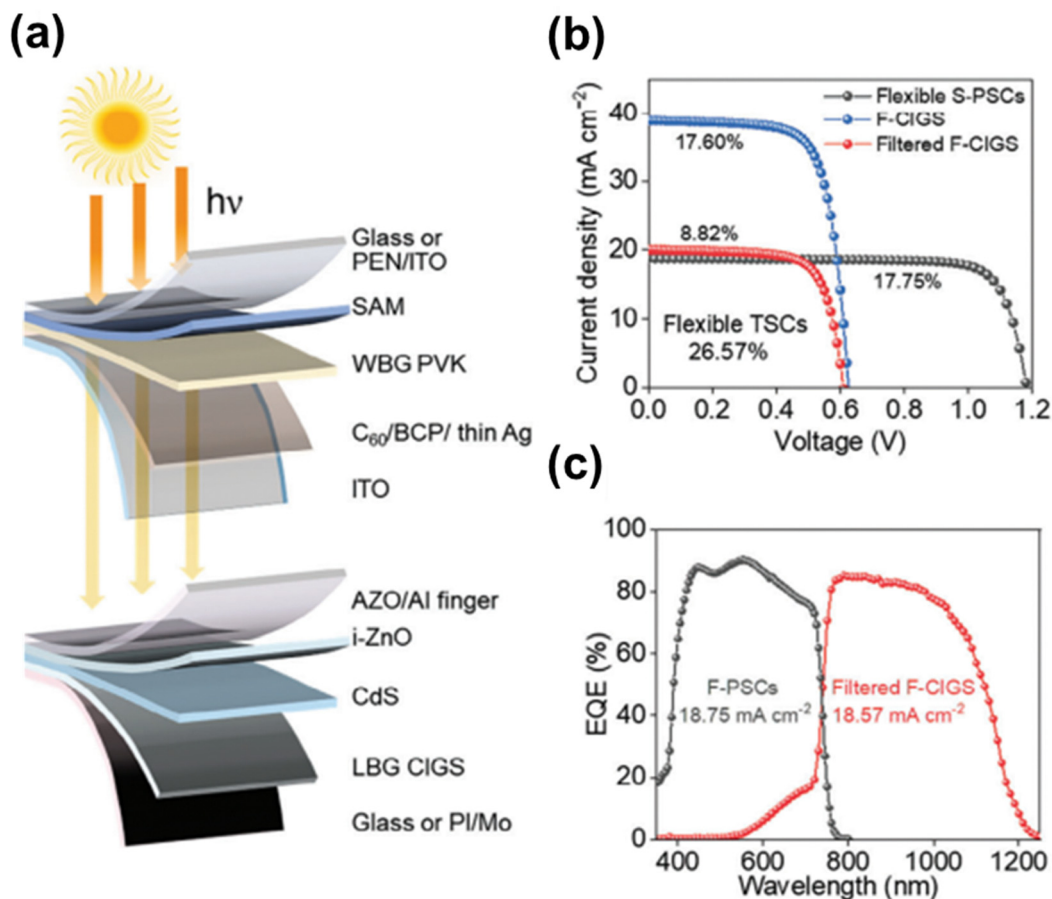 (a)
hν
Glass or
PEN/ITO
SAM
WBG PVK
C₆₀/BCP/ thin Ag
ITO
AZO/Al finger
i-ZnO
CdS
LBG CIGS
Glass or PI/Mo
(b)
Current density (mA cm⁻²)
40
30
20
10
0
Flexible S-PSCs
F-CIGS
Filtered F-CIGS
17.60%
8.82%
17.75%
Flexible TSCs
26.57%
0.0 0.2 0.4 0.6 0.8 1.0 1.2
Voltage (V)
(c)
EQE (%)
100
80
60
40
20
0
F-PSCs
18.75 mA cm⁻²
Filtered F-CIGS
18.57 mA cm⁻²
400 600 800 1000 1200
Wavelength (nm)